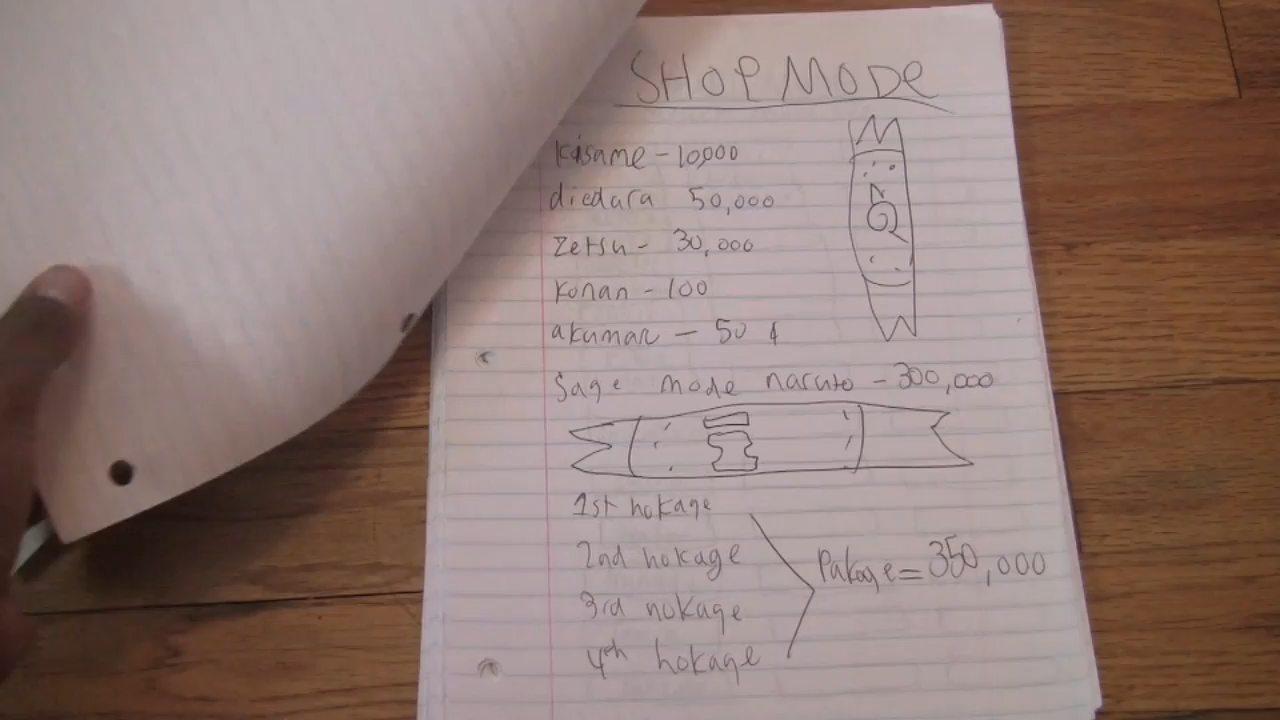 SHOP MODE
kisame - 10,000
diedara 50,000
zetsu - 30,000
konan - 100
akumar - 50 ¢
Sage mode naruto - 300,000
1st hokage
2nd hokage
3rd hokage
4th hokage
Pakage = 350,000